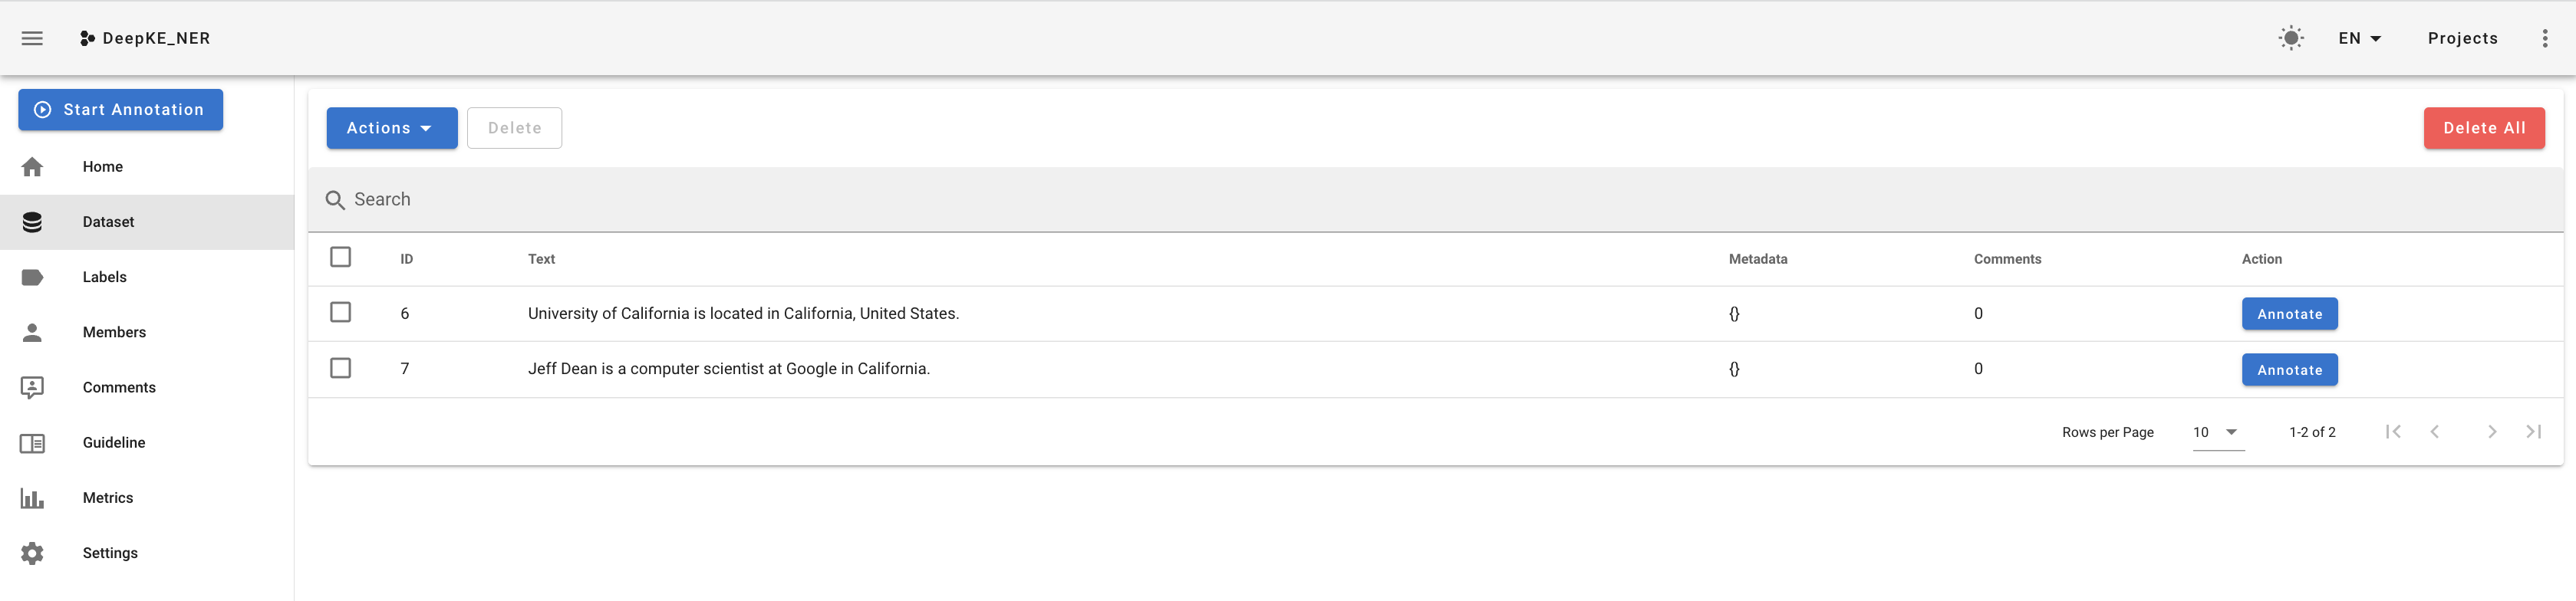 DeepKE_NER
EN
Projects
Start Annotation
Home
Dataset
Labels
Members
Comments
Guideline
Metrics
Settings
Actions
Delete
Delete All
Search
ID Text Metadata Comments Action
6 University of California is located in California, United States. {} 0 Annotate
7 Jeff Dean is a computer scientist at Google in California. {} 0 Annotate
Rows per Page 10 1-2 of 2